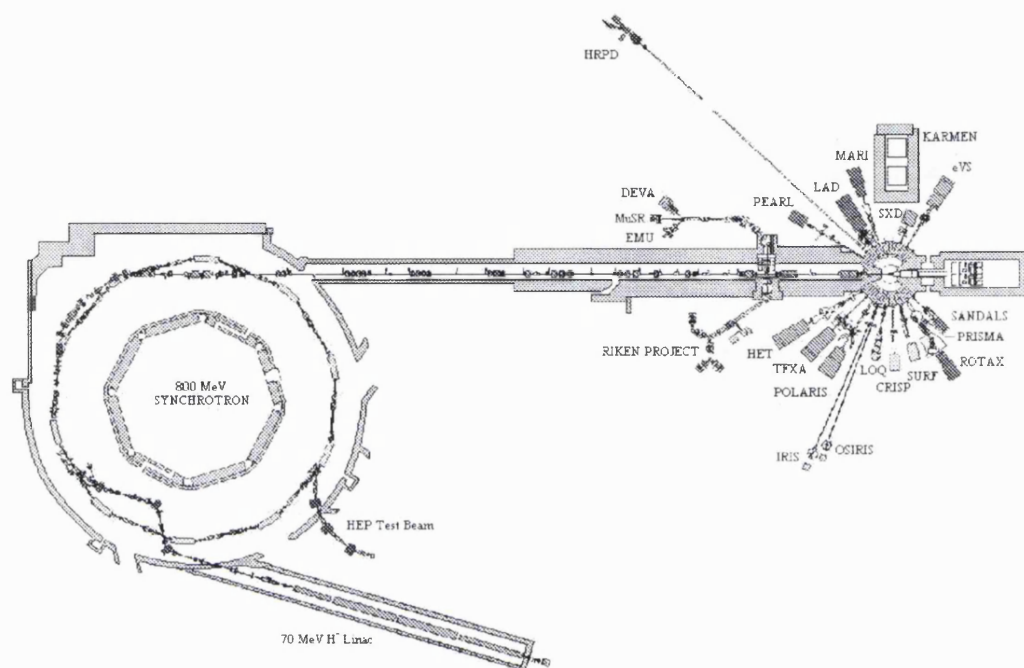 HRPD
KARMEN
MARI
eVS
LAD
DEVA
PEARL
SXD
MuSR
EMU
SANDALS
PRISMA
RIKEN PROJECT
HET
TFXA
LOQ
SURF
ROTAX
POLARIS
CRISP
800 MeV
SYNCHROTRON
IRIS
OSIRIS
HEP Test Beam
70 MeV H⁻ Linac